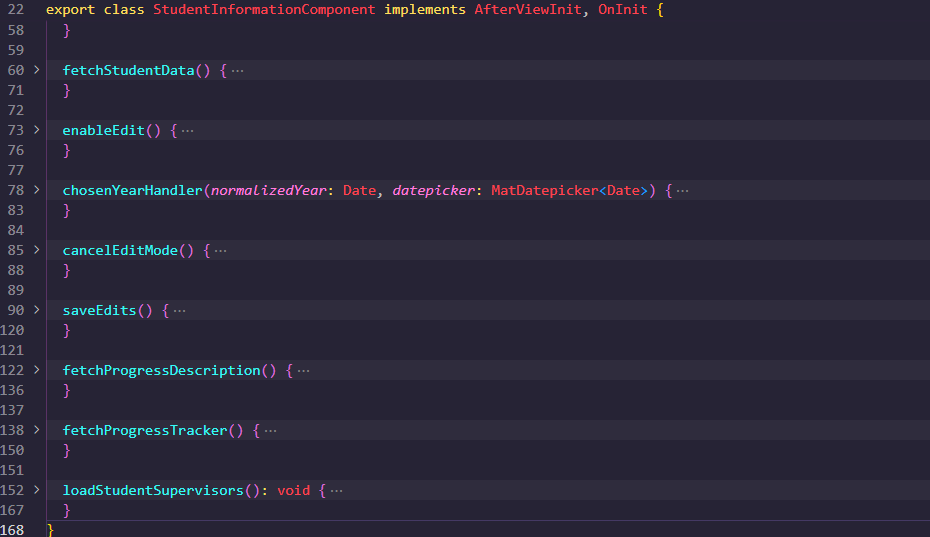 22 export class StudentInformationComponent implements AfterViewInit, OnInit {
58 }
59
60 > fetchStudentData() { ···
71 }
72
73 > enableEdit() { ···
76 }
77
78 > chosenYearHandler(normalizedYear: Date, datepicker: MatDatepicker<Date>) { ···
83 }
84
85 > cancelEditMode() { ···
88 }
89
90 > saveEdits() { ···
120 }
121
122 > fetchProgressDescription() { ···
136 }
137
138 > fetchProgressTracker() { ···
150 }
151
152 > loadStudentSupervisors(): void { ···
167 }
168 }